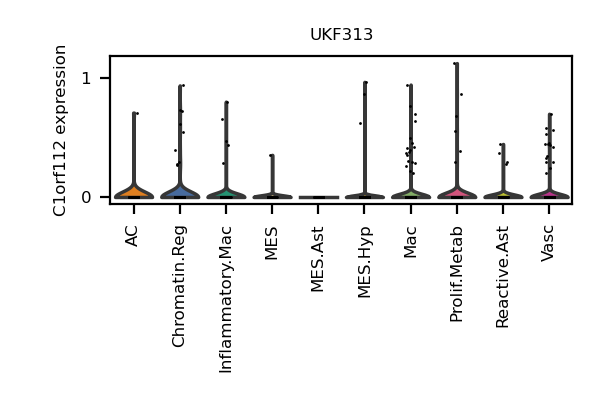 UKF313
C1orf112 expression
1
0
AC
Chromatin.Reg
Inflammatory.Mac
MES
MES.Ast
MES.Hyp
Mac
Prolif.Metab
Reactive.Ast
Vasc